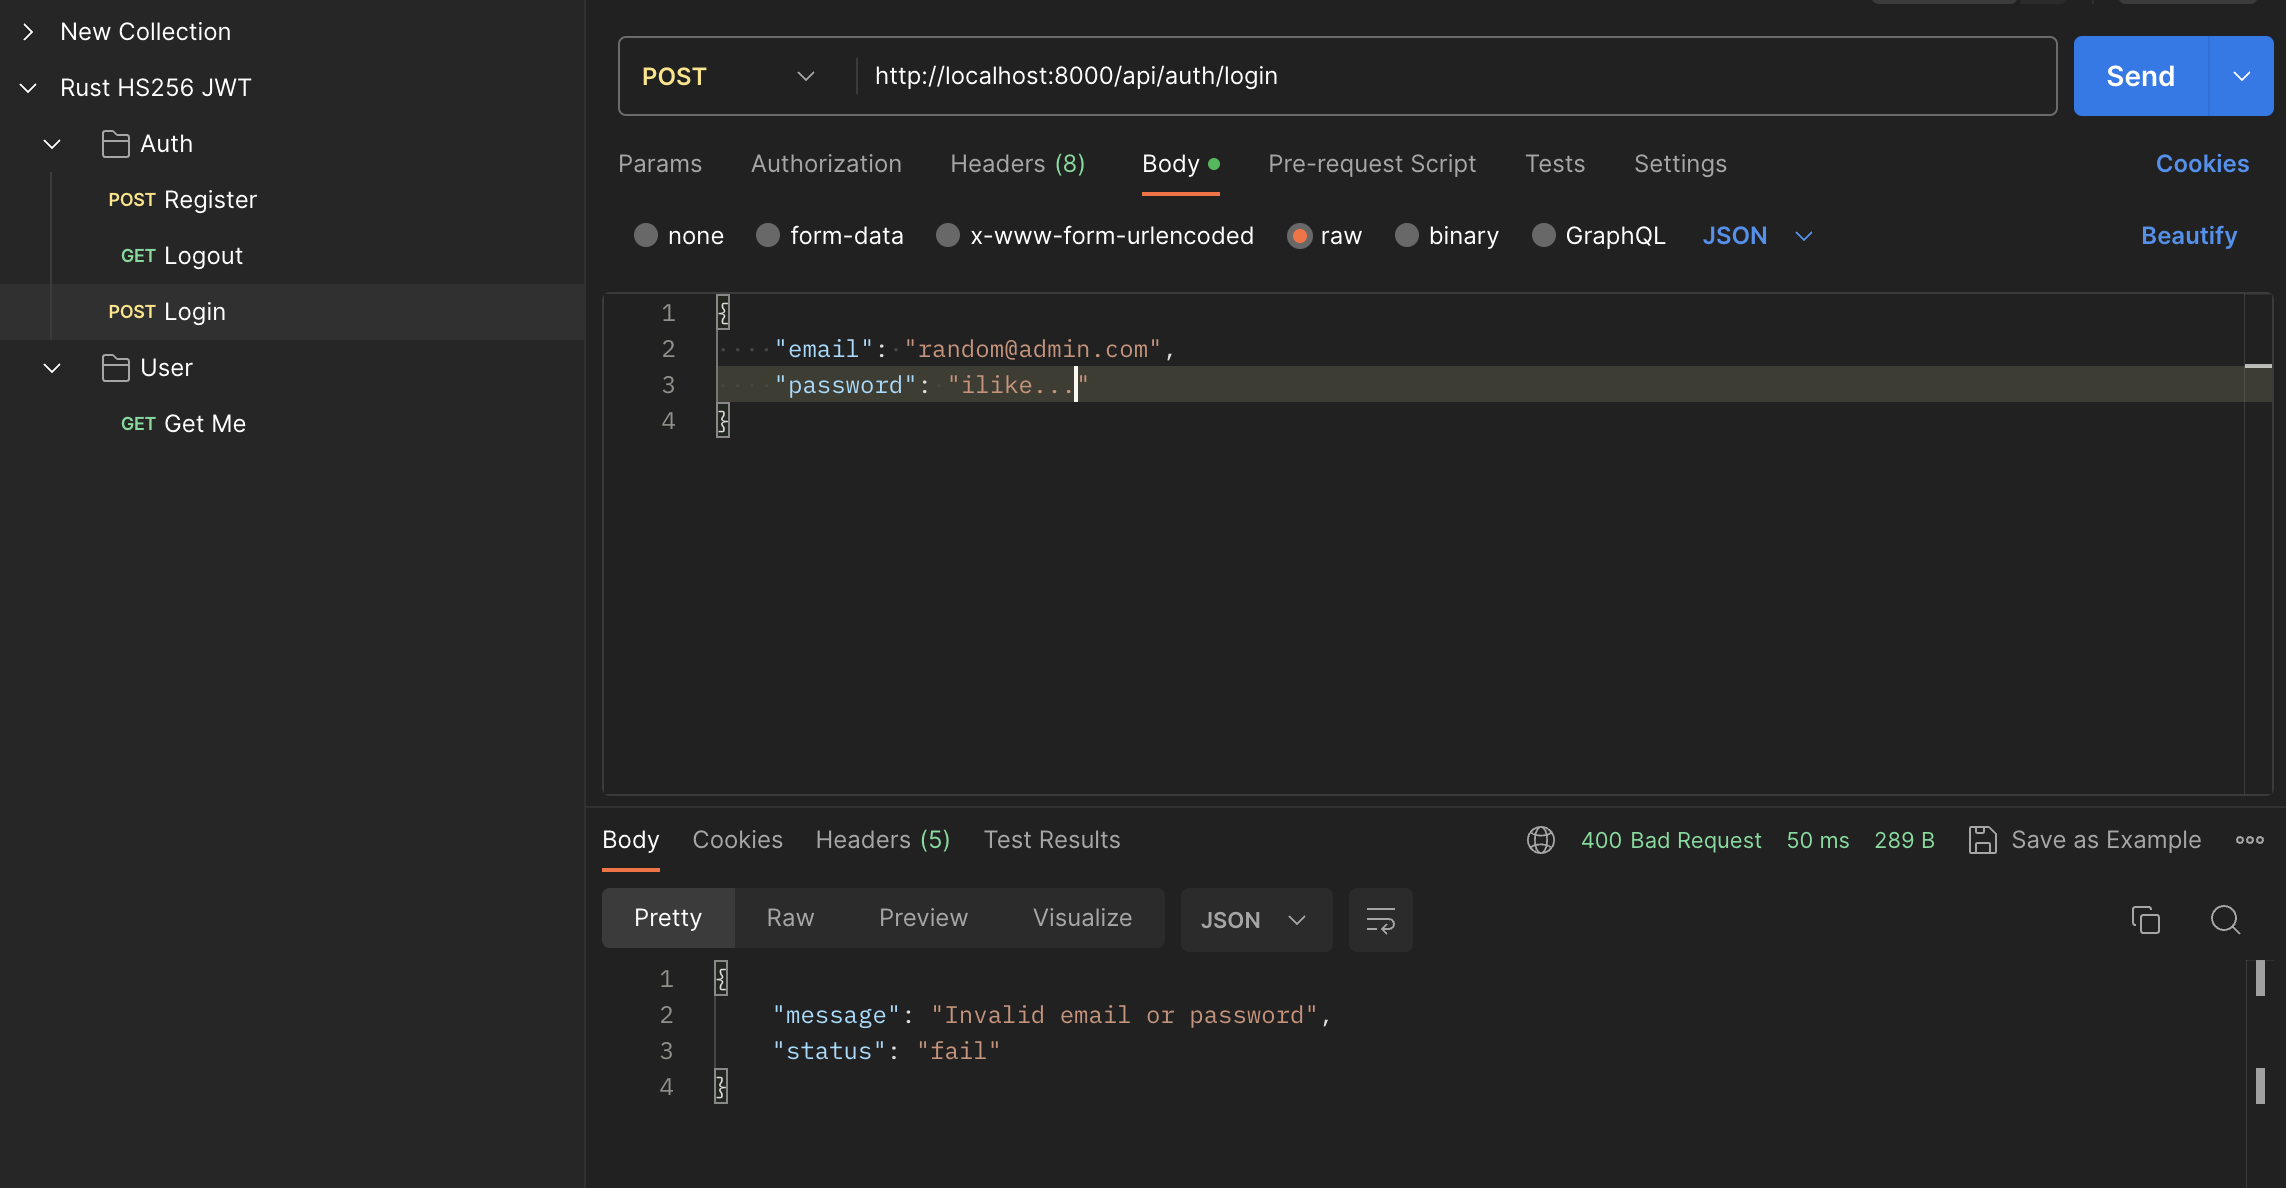 New Collection
Rust HS256 JWT
Auth
POST Register
GET Logout
POST Login
User
GET Get Me
POST http://localhost:8000/api/auth/login Send
Params Authorization Headers (8) Body Pre-request Script Tests Settings Cookies
none form-data x-www-form-urlencoded raw binary GraphQL JSON Beautify
1 {
2 "email": "random@admin.com",
3 "password": "ilike..."
4 }
Body Cookies Headers (5) Test Results 400 Bad Request 50 ms 289 B Save as Example
Pretty Raw Preview Visualize JSON
1 {
2 "message": "Invalid email or password",
3 "status": "fail"
4 }